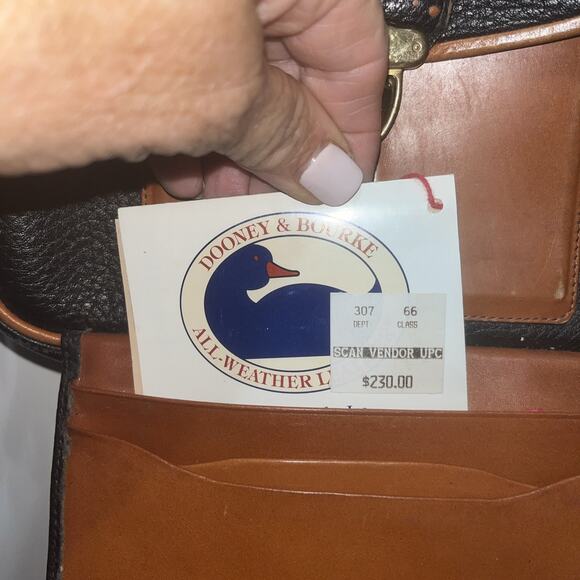 DOONEY & BOURKE
ALL-WEATHER
307 66
DEPT CLASS
SCAN VENDOR UPC
$230.00